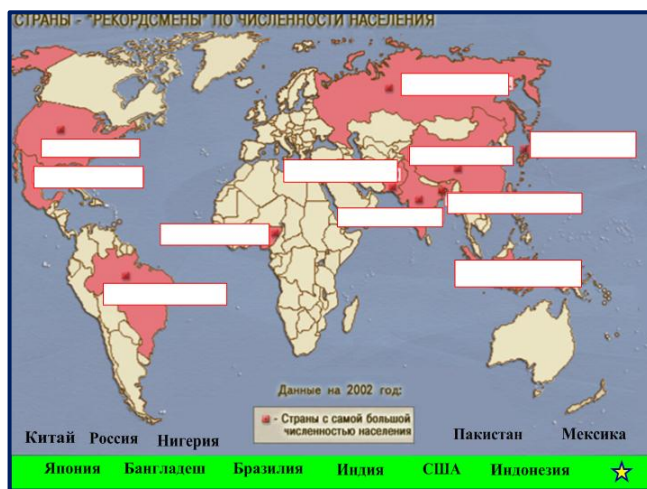 СТРАНЫ - "РЕКОРДСМЕНЫ" ПО ЧИСЛЕННОСТИ НАСЕЛЕНИЯ
Данные на 2002 год:
- Страны с самой большой
численностью населения
Китай Россия Нигерия Пакистан Мексика
Япония Бангладеш Бразилия Индия США Индонезия